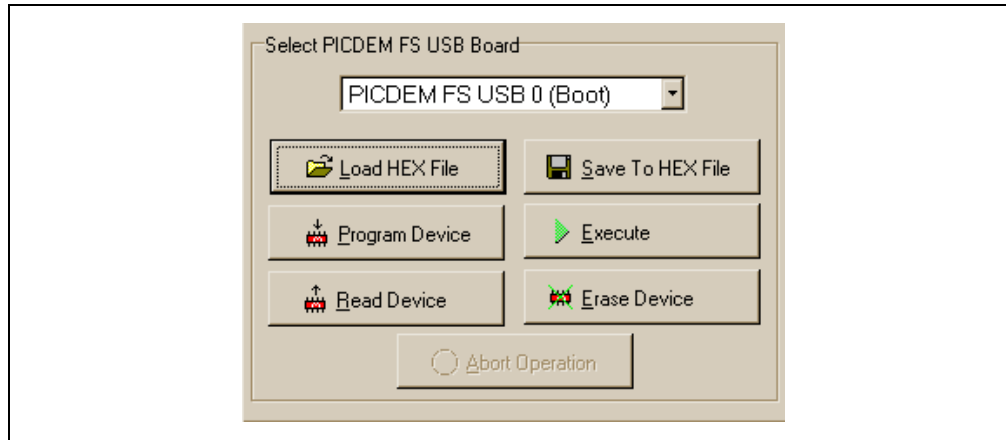 Select PICDEM FS USB Board
PICDEM FS USB 0 (Boot)
Load HEX File
Save To HEX File
Program Device
Execute
Read Device
Erase Device
Abort Operation